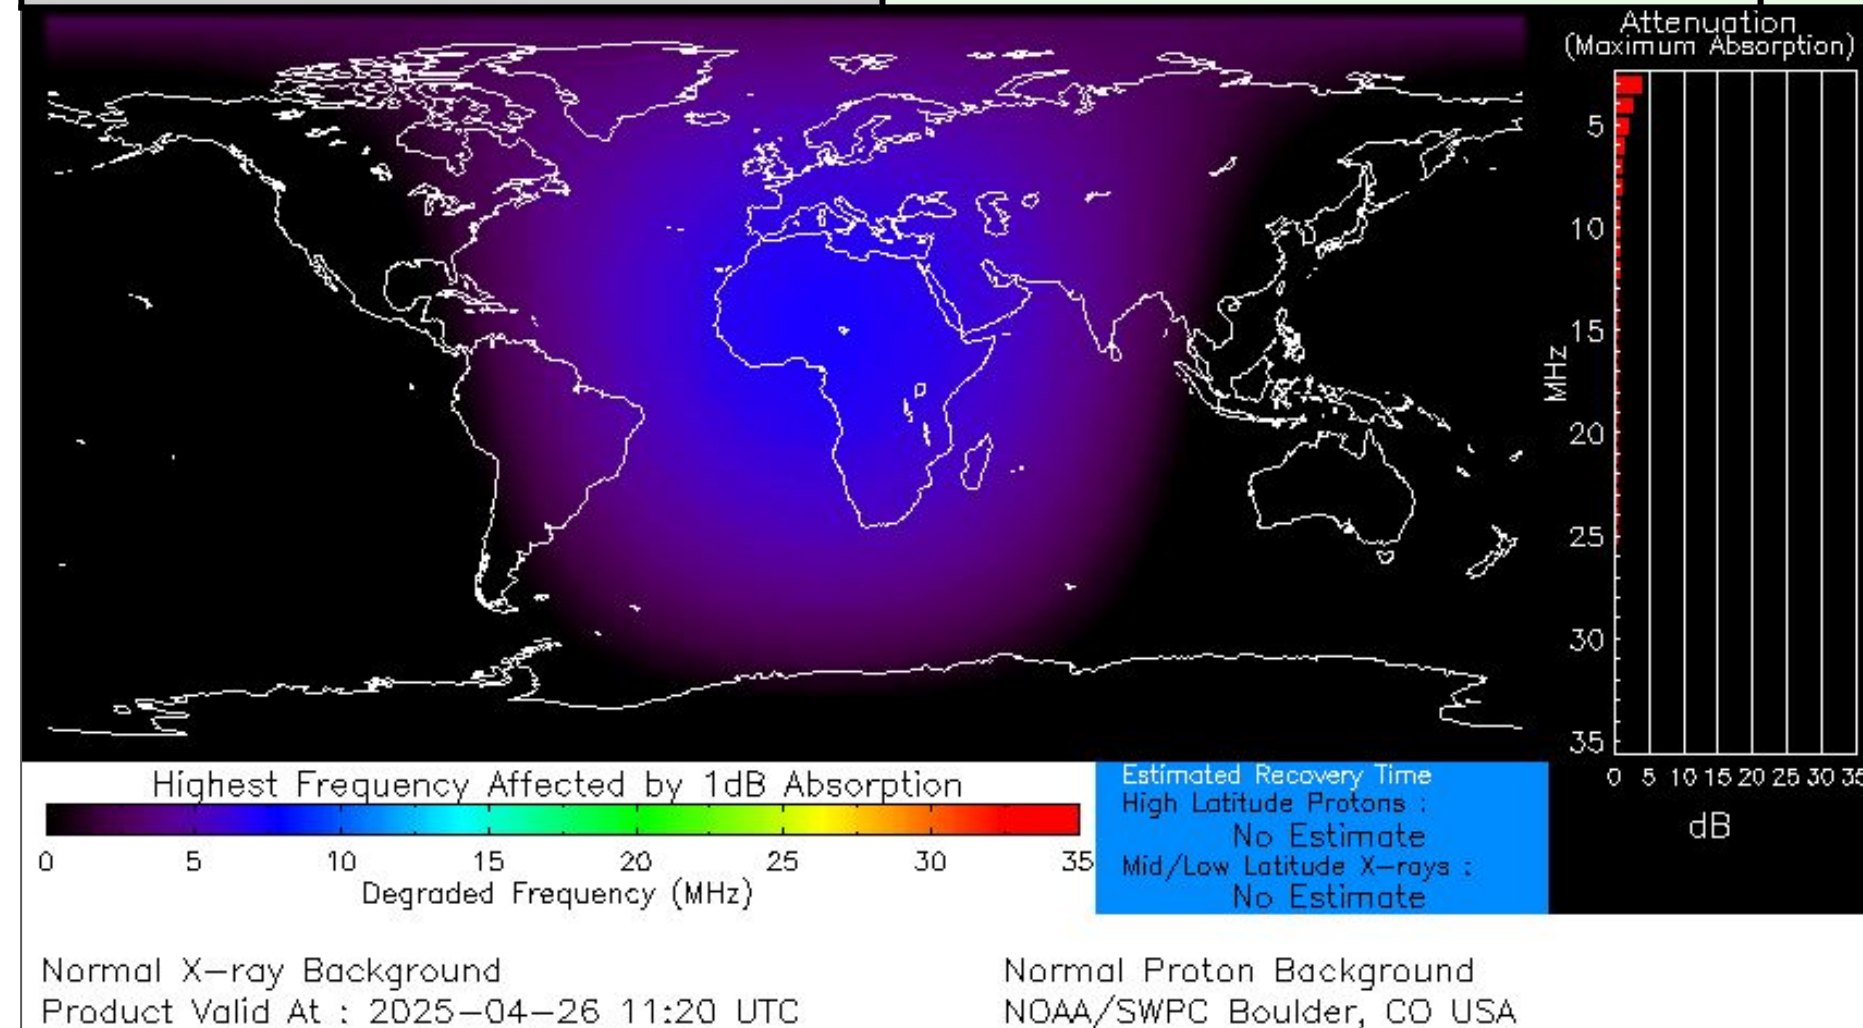 Attenuation
(Maximum Absorption)
5
10
15
20
25
30
35
MHz
0 5 10 15 20 25 30 35
dB
Highest Frequency Affected by 1dB Absorption
0 5 10 15 20 25 30 35
Degraded Frequency (MHz)
Estimated Recovery Time
High Latitude Protons :
No Estimate
Mid/Low Latitude X-rays :
No Estimate
Normal X-ray Background
Normal Proton Background
Product Valid At : 2025-04-26 11:20 UTC
NOAA/SWPC Boulder, CO USA